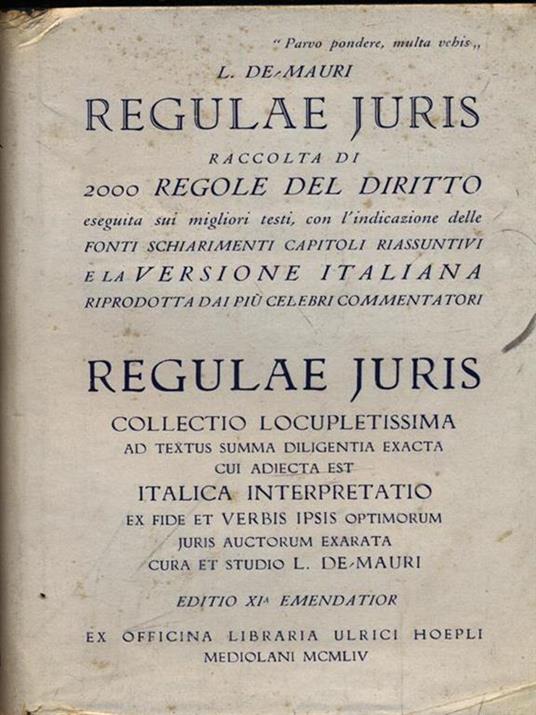 “Parvo pondere, multa vehis„
L. DE-MAURI
REGULAE JURIS
RACCOLTA DI
2000 REGOLE DEL DIRITTO
eseguita sui migliori testi, con l'indicazione delle
FONTI SCHIARIMENTI CAPITOLI RIASSUNTIVI
E LA VERSIONE ITALIANA
RIPRODOTTA DAI PIÙ CELEBRI COMMENTATORI
REGULAE JURIS
COLLECTIO LOCUPLETISSIMA
AD TEXTUS SUMMA DILIGENTIA EXACTA
CUI ADIECTA EST
ITALICA INTERPRETATIO
EX FIDE ET VERBIS IPSIS OPTIMORUM
JURIS AUCTORUM EXARATA
CURA ET STUDIO L. DE-MAURI
EDITIO XIᴬ EMENDATIOR
EX OFFICINA LIBRARIA ULRICI HOEPLI
MEDIOLANI MCMLIV